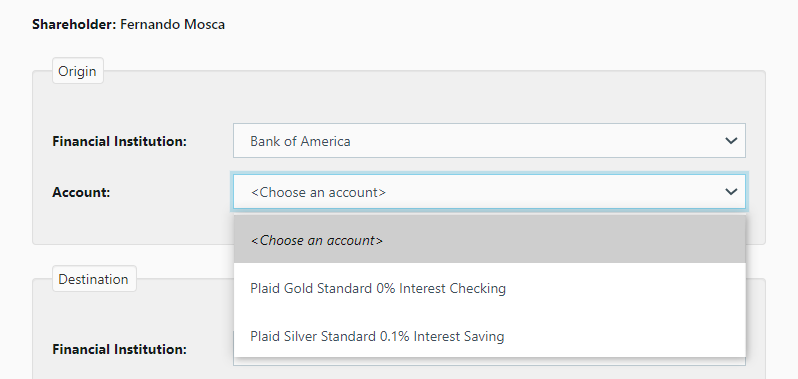 Shareholder: Fernando Mosca
Origin
Financial Institution: Bank of America
Account: <Choose an account>
<Choose an account>
Plaid Gold Standard 0% Interest Checking
Plaid Silver Standard 0.1% Interest Saving
Destination
Financial Institution: